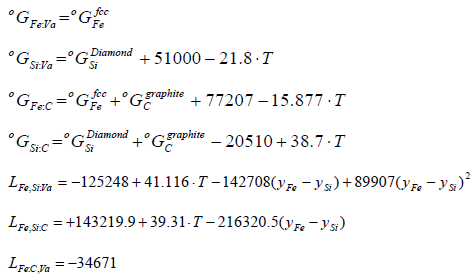 °G_{Fe:Va}=°G_{Fe}^{fcc}
°G_{Si:Va}=°G_{Si}^{Diamond} + 51000 − 21.8 · T
°G_{Fe:C}=°G_{Fe}^{fcc} + °G_{C}^{graphite} + 77207 − 15.877 · T
°G_{Si:C}=°G_{Si}^{Diamond} + °G_{C}^{graphite} − 20510 + 38.7 · T
L_{Fe,Si:Va} = −125248 + 41.116 · T − 142708(y_{Fe} − y_{Si}) + 89907(y_{Fe} − y_{Si})^2
L_{Fe,Si:C} = +143219.9 + 39.31 · T − 216320.5(y_{Fe} − y_{Si})
L_{Fe:C,Va} = −34671